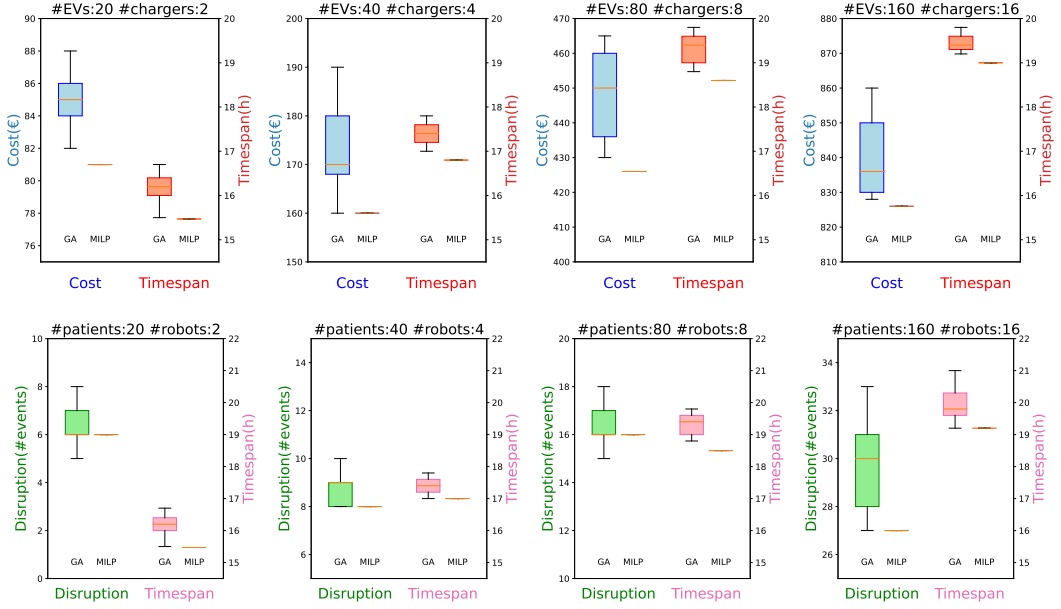 #EVs:20 #chargers:2
#EVs:40 #chargers:4
#EVs:80 #chargers:8
#EVs:160 #chargers:16
Cost(€)
90
88
86
84
82
80
78
76
20
19
18
17
16
15
Timespan(h)
GA MILP GA MILP
Cost Timespan
Cost(€)
200
190
180
170
160
150
20
19
18
17
16
15
Timespan(h)
GA MILP GA MILP
Cost Timespan
Cost(€)
470
460
450
440
430
420
410
400
20
19
18
17
16
15
Timespan(h)
GA MILP GA MILP
Cost Timespan
Cost(€)
880
870
860
850
840
830
820
810
20
19
18
17
16
15
Timespan(h)
GA MILP GA MILP
Cost Timespan
#patients:20 #robots:2
#patients:40 #robots:4
#patients:80 #robots:8
#patients:160 #robots:16
Disruption(#events)
10
8
6
4
2
0
22
21
20
19
18
17
16
15
Timespan(h)
GA MILP GA MILP
Disruption Timespan
Disruption(#events)
14
12
10
8
6
22
21
20
19
18
17
16
15
Timespan(h)
GA MILP GA MILP
Disruption Timespan
Disruption(#events)
20
18
16
14
12
10
22
21
20
19
18
17
16
15
Timespan(h)
GA MILP GA MILP
Disruption Timespan
Disruption(#events)
34
32
30
28
26
22
21
20
19
18
17
16
15
Timespan(h)
GA MILP GA MILP
Disruption Timespan